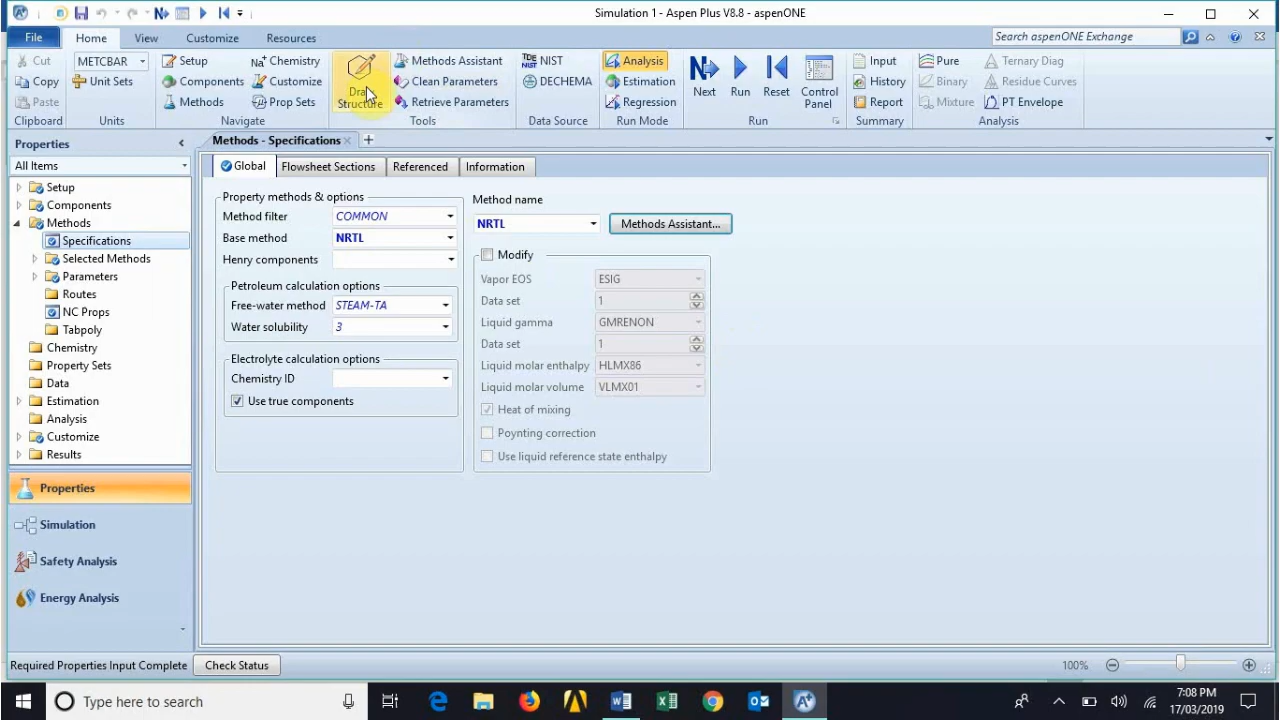 Simulation 1 - Aspen Plus V8.8 - aspenONE
File Home View Customize Resources Search aspenONE Exchange
Cut METCBAR Setup Chemistry Methods Assistant NIST Analysis Input Pure Ternary Diag
Copy Unit Sets Components Customize Draw Structure Clean Parameters DECHEMA Estimation Next Run Reset Control Panel History Binary Residue Curves
Paste Methods Prop Sets Retrieve Parameters Regression Report Mixture PT Envelope
Clipboard Units Navigate Tools Data Source Run Mode Run Summary Analysis
Properties
All Items
Setup
Components
Methods
Specifications
Selected Methods
Parameters
Routes
NC Props
Tabpoly
Chemistry
Property Sets
Data
Estimation
Analysis
Customize
Results
Properties
Simulation
Safety Analysis
Energy Analysis
Methods - Specifications
Global Flowsheet Sections Referenced Information
Property methods & options
Method filter COMMON
Base method NRTL
Henry components
Petroleum calculation options
Free-water method STEAM-TA
Water solubility 3
Electrolyte calculation options
Chemistry ID
Use true components
Method name
NRTL Methods Assistant...
Modify
Vapor EOS ESIG
Data set 1
Liquid gamma GMRENON
Data set 1
Liquid molar enthalpy HLMX86
Liquid molar volume VLMX01
Heat of mixing
Poynting correction
Use liquid reference state enthalpy
Required Properties Input Complete Check Status 100%
Type here to search
7:08 PM
17/03/2019